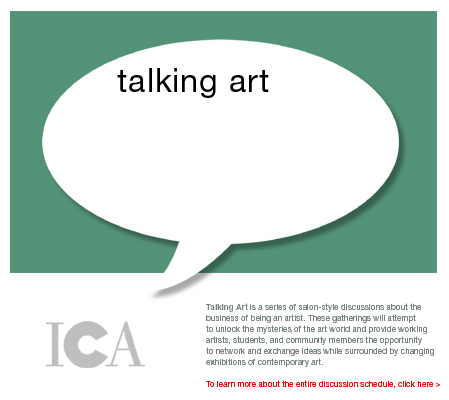 talking art
Talking Art is a series of salon-style discussions about the
business of being an artist. These gatherings will attempt
to unlock the mysteries of the art world and provide working
artists, students, and community members the opportunity
to network and exchange ideas while surrounded by changing
exhibitions of contemporary art.
ICA
To learn more about the entire discussion schedule, click here >